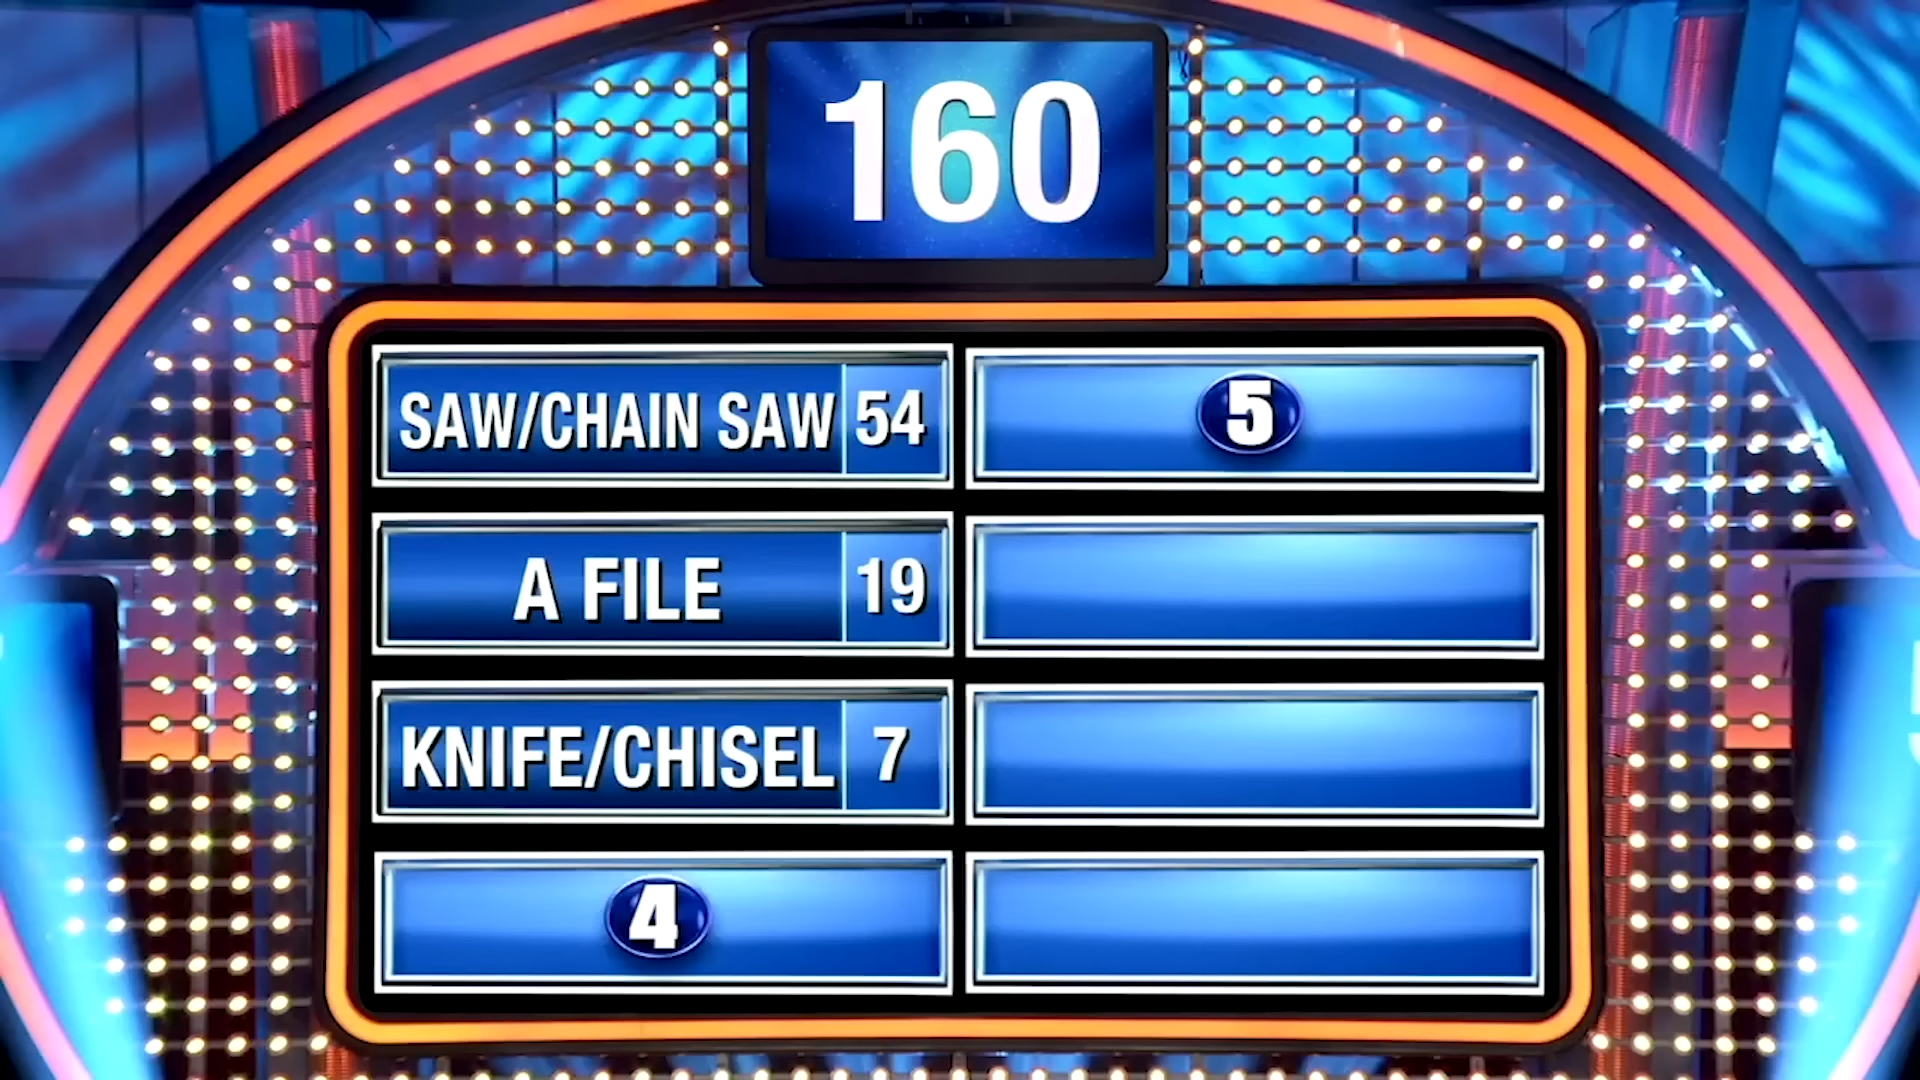 160
SAW/CHAIN SAW 54
A FILE 19
KNIFE/CHISEL 7
4
5